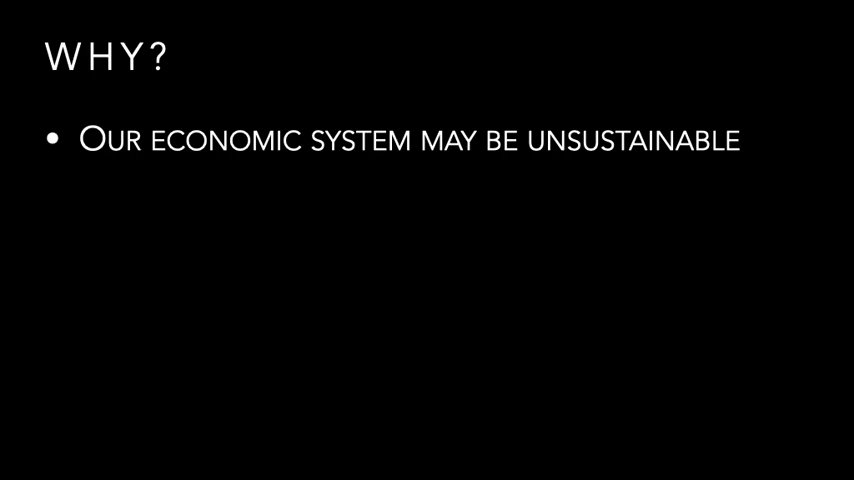 WHY?
• OUR ECONOMIC SYSTEM MAY BE UNSUSTAINABLE